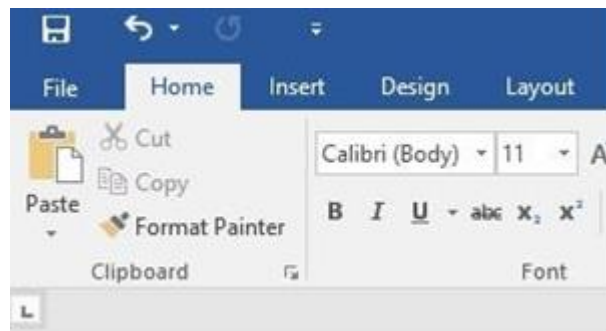 File Home Insert Design Layout
Cut
Calibri (Body) 11 A
Copy
Paste
B I U abc X₂ X²
Format Painter
Clipboard Font